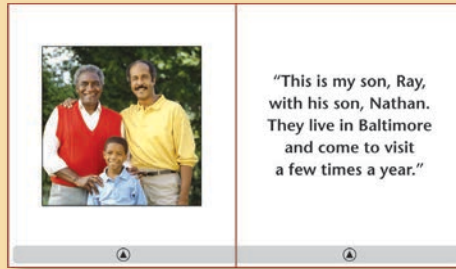 “This is my son, Ray,
with his son, Nathan.
They live in Baltimore
and come to visit
a few times a year.”